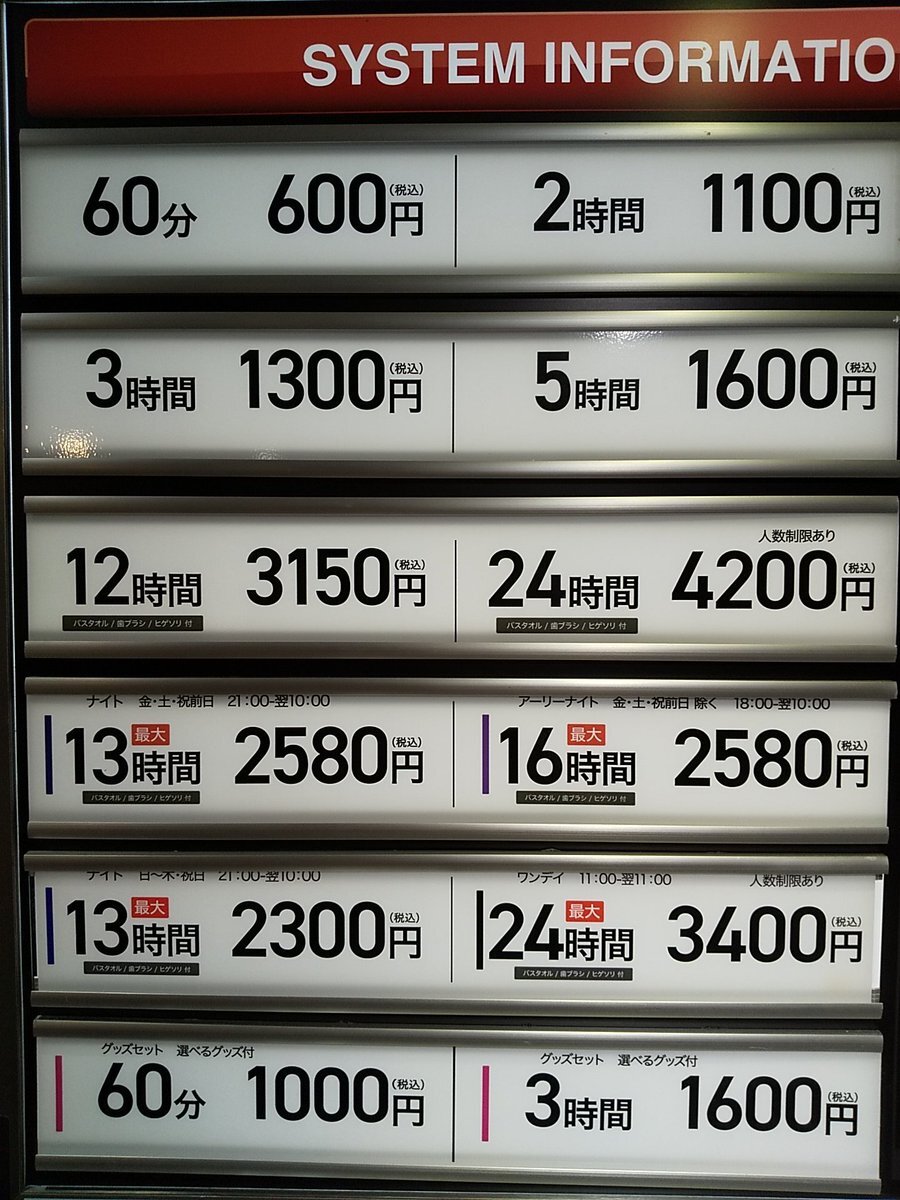 SYSTEM INFORMATIO
60分 600円(税込)
2時間 1100円(税込)
3時間 1300円(税込)
5時間 1600円(税込)
12時間 3150円(税込)
バスタオル / 歯ブラシ / ヒゲソリ 付
人数制限あり
24時間 4200円(税込)
バスタオル / 歯ブラシ / ヒゲソリ 付
ナイト 金・土・祝前日 21:00-翌10:00
13時間 最大 2580円(税込)
バスタオル / 歯ブラシ / ヒゲソリ 付
アーリーナイト 金・土・祝前日 除く 18:00-翌10:00
16時間 最大 2580円(税込)
バスタオル / 歯ブラシ / ヒゲソリ 付
ナイト 日〜木・祝日 21:00-翌10:00
13時間 最大 2300円(税込)
バスタオル / 歯ブラシ / ヒゲソリ 付
ワンデイ 11:00-翌11:00 人数制限あり
24時間 最大 3400円(税込)
バスタオル / 歯ブラシ / ヒゲソリ 付
グッズセット 選べるグッズ付
60分 1000円(税込)
グッズセット 選べるグッズ付
3時間 1600円(税込)